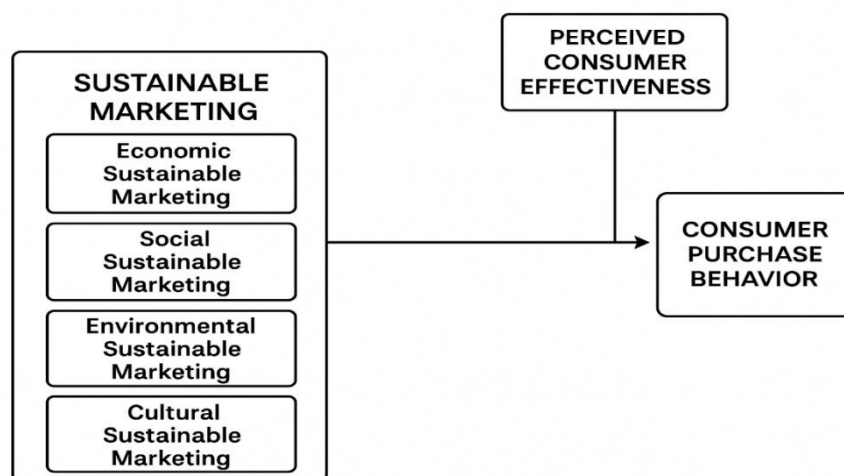 SUSTAINABLE
MARKETING
Economic
Sustainable
Marketing
Social
Sustainable
Marketing
Environmental
Sustainable
Marketing
Cultural
Sustainable
Marketing
PERCEIVED
CONSUMER
EFFECTIVENESS
CONSUMER
PURCHASE
BEHAVIOR